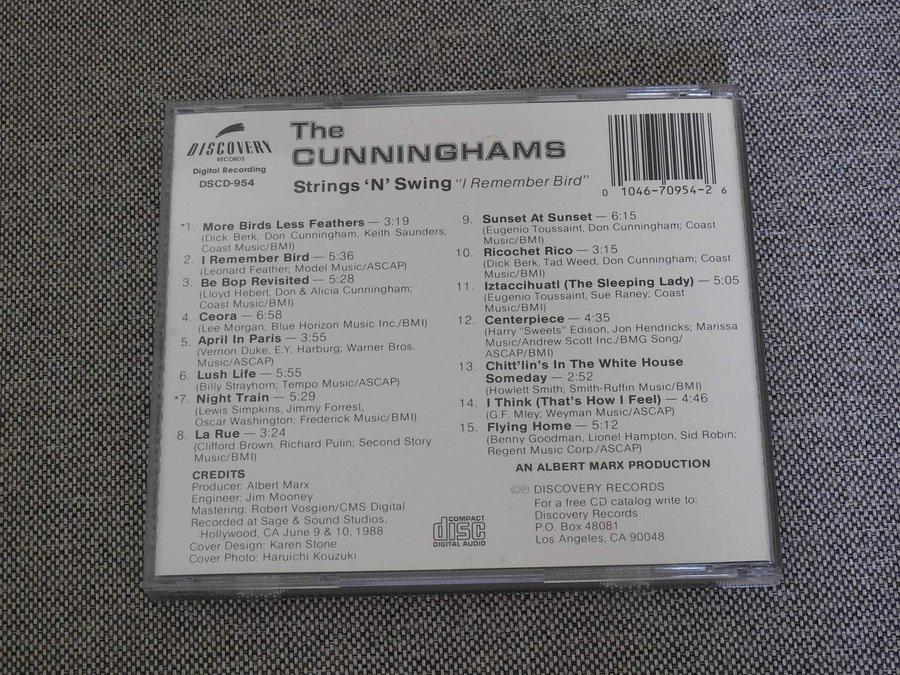 DISCOVERY
RECORDS
Digital Recording
DSCD-954
The
CUNNINGHAMS
Strings 'N' Swing "I Remember Bird"
0 1046-70954-2 6
*1. More Birds Less Feathers — 3:19
(Dick Berk, Don Cunningham, Keith Saunders;
Coast Music/BMI)
2. I Remember Bird — 5:36
(Leonard Feather; Model Music/ASCAP)
3. Be Bop Revisited — 5:28
(Lloyd Hebert, Don & Alicia Cunningham;
Coast Music/BMI)
4. Ceora — 6:58
(Lee Morgan; Blue Horizon Music Inc./BMI)
5. April In Paris — 3:55
(Vernon Duke, E.Y. Harburg; Warner Bros.
Music/ASCAP)
6. Lush Life — 5:55
(Billy Strayhorn; Tempo Music/ASCAP)
*7. Night Train — 5:29
(Lewis Simpkins, Jimmy Forrest,
Oscar Washington; Frederick Music/BMI)
8. La Rue — 3:24
(Clifford Brown, Richard Pulin; Second Story
Music/BMI)
9. Sunset At Sunset — 6:15
(Eugenio Toussaint, Don Cunningham; Coast
Music/BMI)
10. Ricochet Rico — 3:15
(Dick Berk, Tad Weed, Don Cunningham; Coast
Music/BMI)
11. Iztaccihuatl (The Sleeping Lady) — 5:05
(Eugenio Toussaint, Sue Raney; Coast
Music/BMI)
12. Centerpiece — 4:35
(Harry "Sweets" Edison, Jon Hendricks; Marissa
Music/Andrew Scott Inc./BMG Song/
ASCAP/BMI)
13. Chitt'lin's In The White House
Someday — 2:52
(Howlett Smith; Smith-Ruffin Music/BMI)
14. I Think (That's How I Feel) — 4:46
(G.F. Mley; Weyman Music/ASCAP)
15. Flying Home — 5:12
(Benny Goodman, Lionel Hampton, Sid Robin;
Regent Music Corp./ASCAP)
AN ALBERT MARX PRODUCTION
CREDITS
Producer: Albert Marx
Engineer: Jim Mooney
Mastering: Robert Vosgien/CMS Digital
Recorded at Sage & Sound Studios,
Hollywood, CA June 9 & 10, 1988
Cover Design: Karen Stone
Cover Photo: Haruichi Kouzuki
COMPACT
disc
DIGITAL AUDIO
©℗ DISCOVERY RECORDS
For a free CD catalog write to:
Discovery Records
P.O. Box 48081
Los Angeles, CA 90048